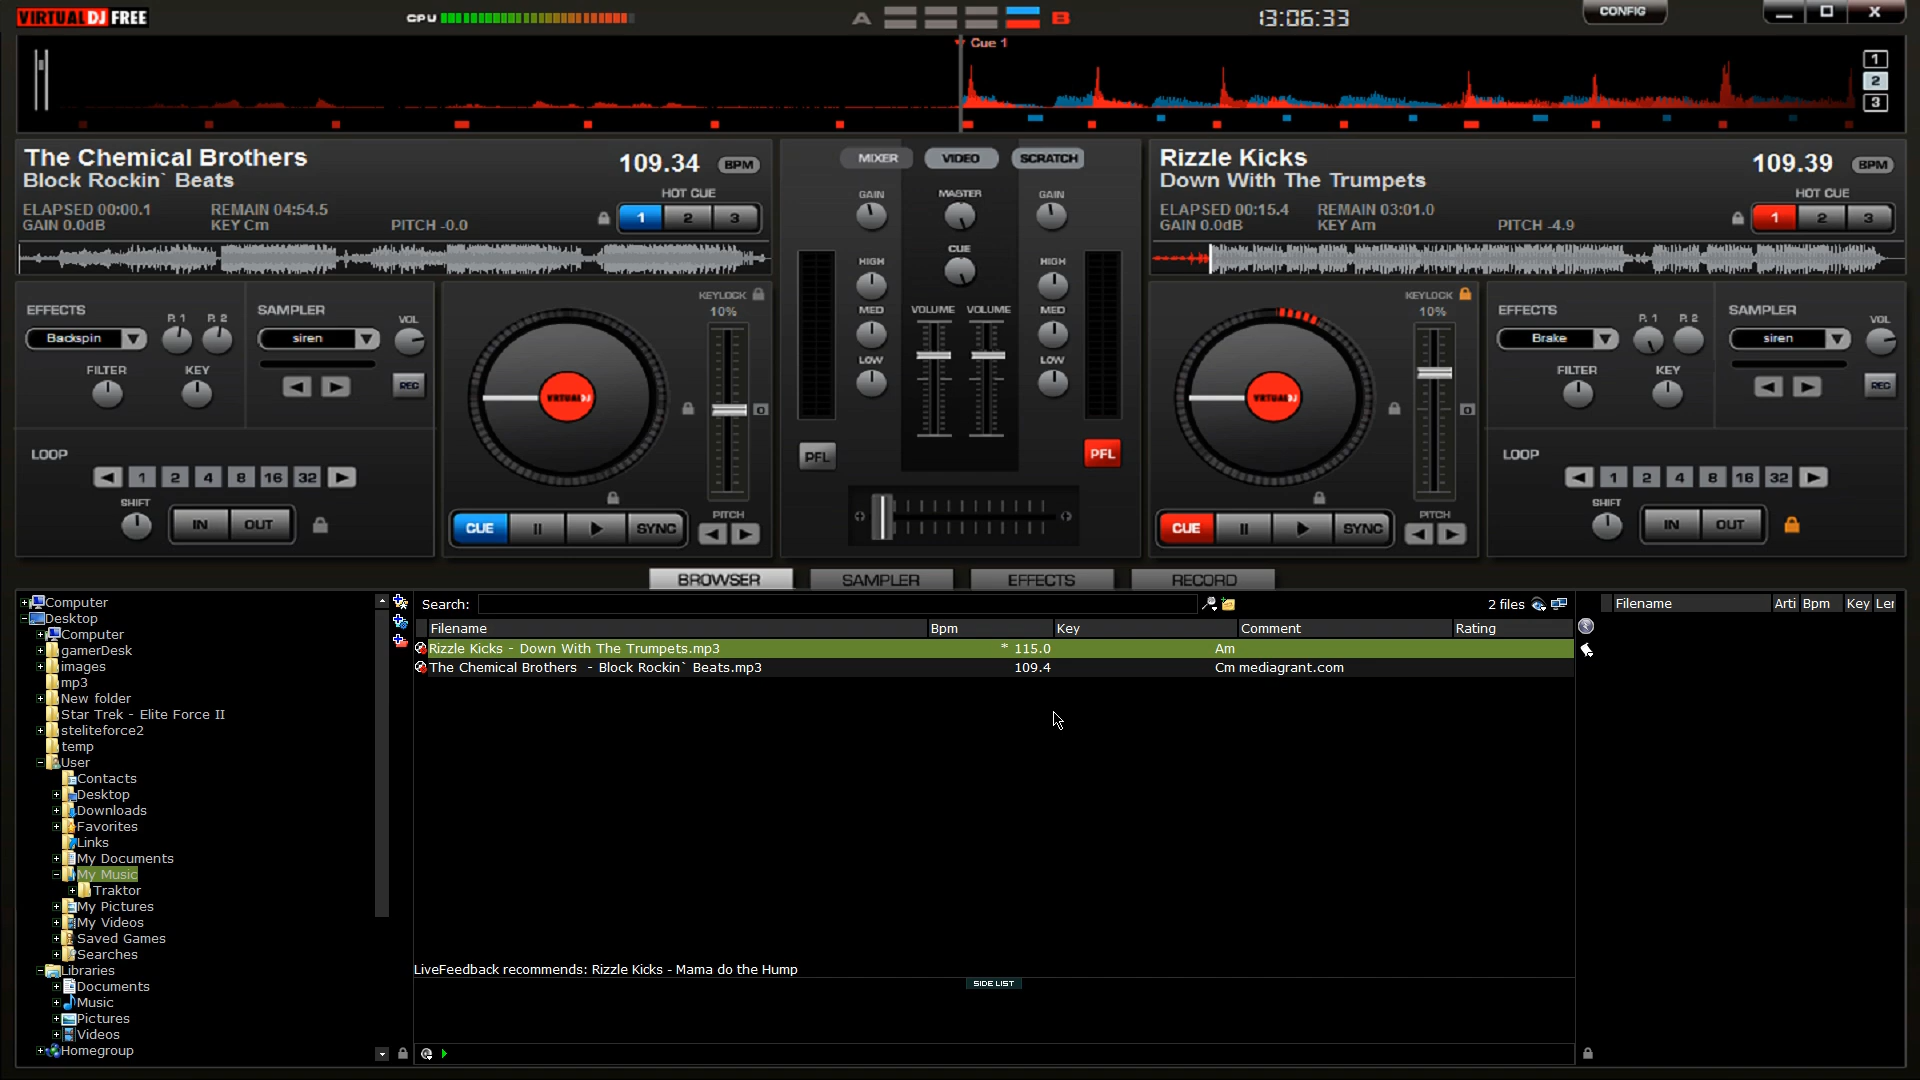 VIRTUAL DJ FREE
CPU
A
B
13:06:33
CONFIG
Cue 1
1
2
3
The Chemical Brothers
Block Rockin` Beats
109.34 BPM
HOT CUE
ELAPSED 00:00.1 REMAIN 04:54.5
GAIN 0.0dB KEY Cm PITCH -0.0
1 2 3
MIXER VIDEO SCRATCH
GAIN MASTER GAIN
CUE
HIGH HIGH
MED VOLUME VOLUME MED
LOW LOW
PFL PFL
Rizzle Kicks
Down With The Trumpets
109.39 BPM
HOT CUE
ELAPSED 00:15.4 REMAIN 03:01.0
GAIN 0.0dB KEY Am PITCH -4.9
1 2 3
EFFECTS P. 1 P. 2 SAMPLER VOL
Backspin siren
FILTER KEY REC
LOOP
1 2 4 8 16 32
SHIFT
IN OUT
KEYLOCK
10%
VIRTUAL DJ
0
PITCH
CUE SYNC
KEYLOCK
10%
VIRTUAL DJ
0
PITCH
CUE SYNC
EFFECTS P. 1 P. 2 SAMPLER VOL
Brake siren
FILTER KEY REC
LOOP
1 2 4 8 16 32
SHIFT
IN OUT
BROWSER SAMPLER EFFECTS RECORD
Computer
Desktop
Computer
gamerDesk
images
mp3
New folder
Star Trek - Elite Force II
steliteforce2
temp
User
Contacts
Desktop
Downloads
Favorites
Links
My Documents
My Music
Traktor
My Pictures
My Videos
Saved Games
Searches
Libraries
Documents
Music
Pictures
Videos
Homegroup
Search: 2 files
Filename Bpm Key Comment Rating
Rizzle Kicks - Down With The Trumpets.mp3 * 115.0 Am
The Chemical Brothers - Block Rockin` Beats.mp3 109.4 Cm mediagrant.com
LiveFeedback recommends: Rizzle Kicks - Mama do the Hump
SIDE LIST
Filename Arti Bpm Key Ler